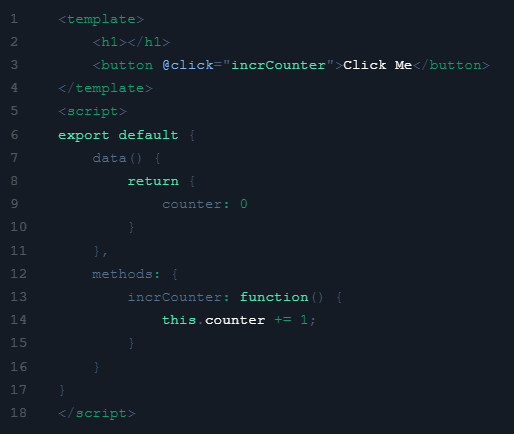 1 <template>
2 <h1></h1>
3 <button @click="incrCounter">Click Me</button>
4 </template>
5 <script>
6 export default {
7 data() {
8 return {
9 counter: 0
10 }
11 },
12 methods: {
13 incrCounter: function() {
14 this.counter += 1;
15 }
16 }
17 }
18 </script>